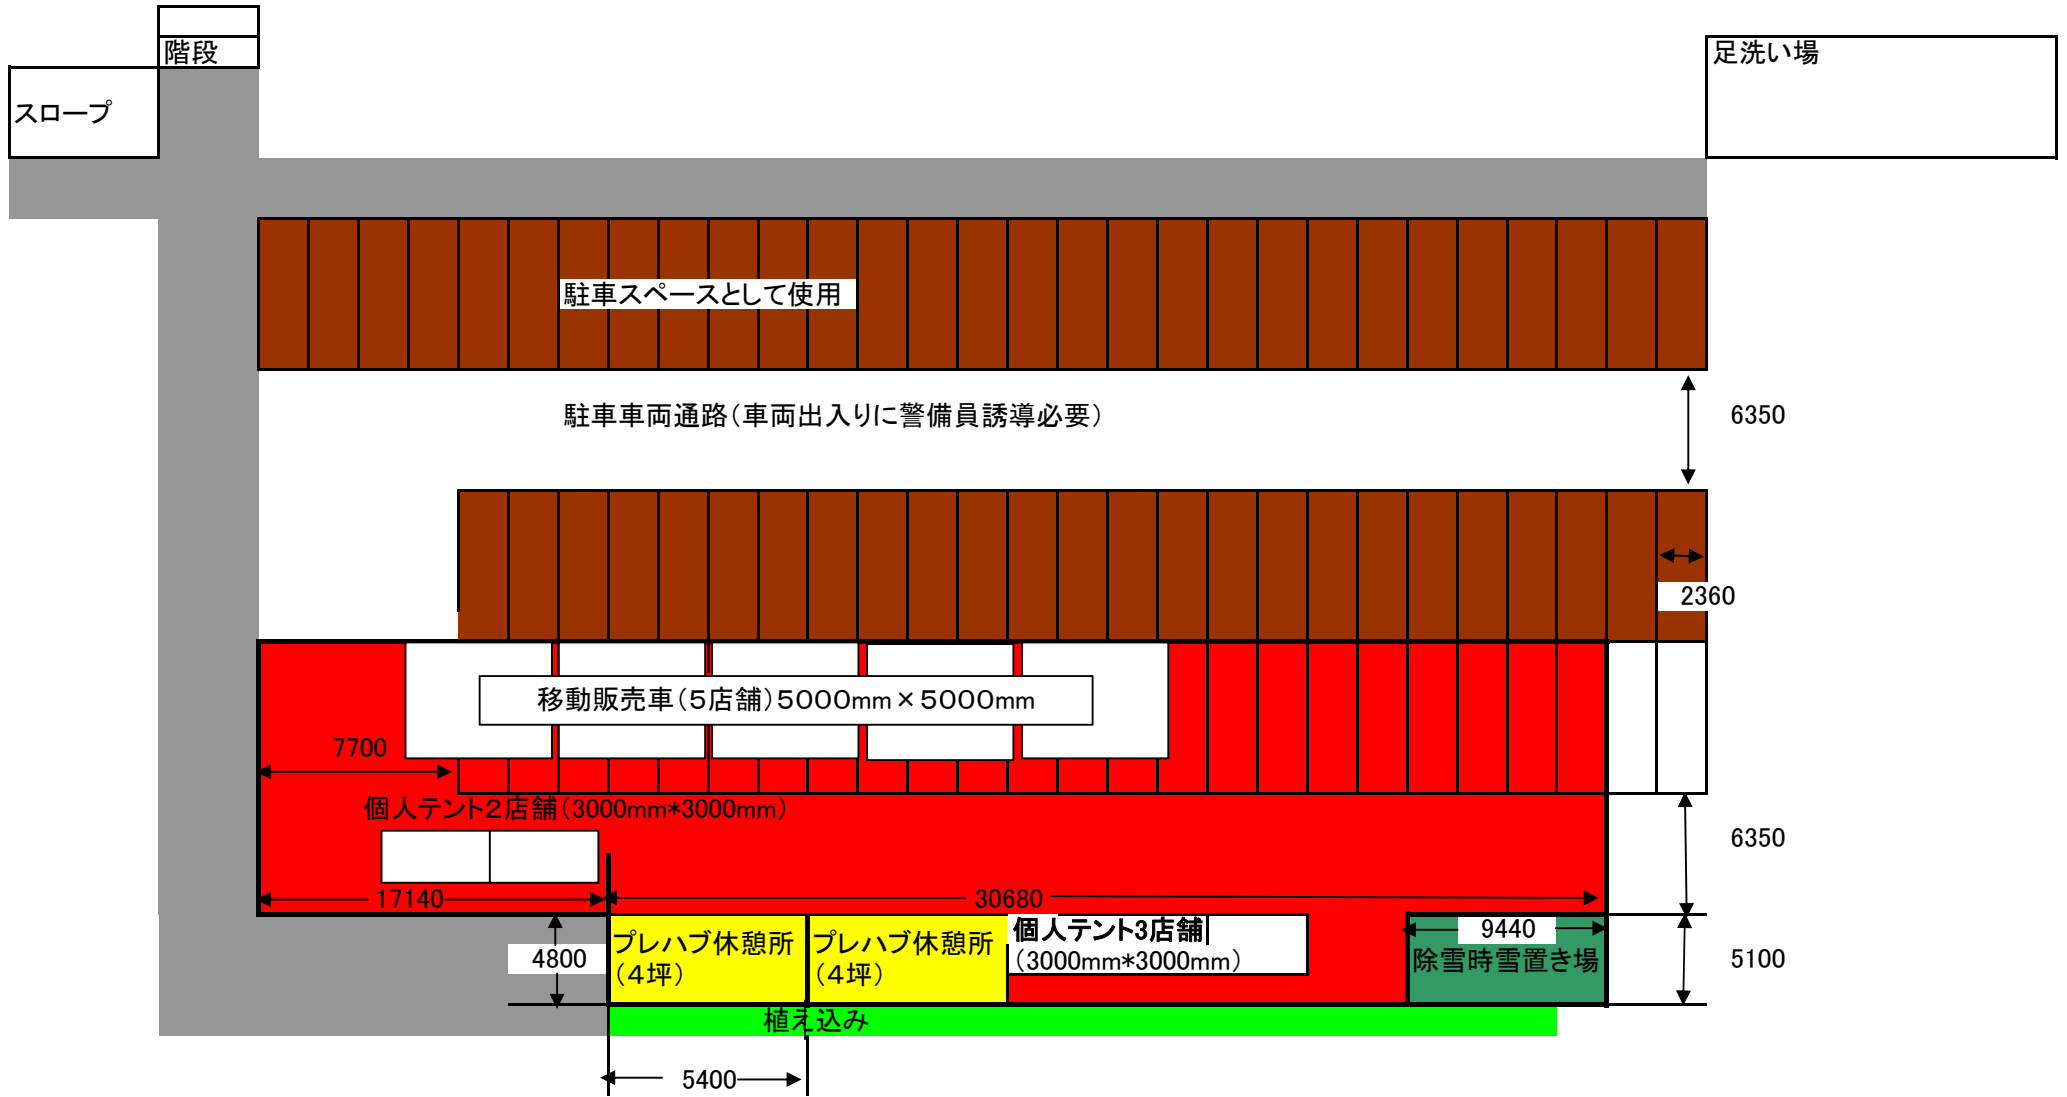 階段
足洗い場
スロープ
駐車スペースとして使用
駐車車両通路(車両出入りに警備員誘導必要)
6350
2360
移動販売車(5店舗)5000mm×5000mm
7700
個人テント2店舗(3000mm*3000mm)
6350
17140
30680
プレハブ休憩所
(4坪)
プレハブ休憩所
(4坪)
個人テント3店舗
(3000mm*3000mm)
9440
除雪時雪置き場
4800
5100
植え込み
5400